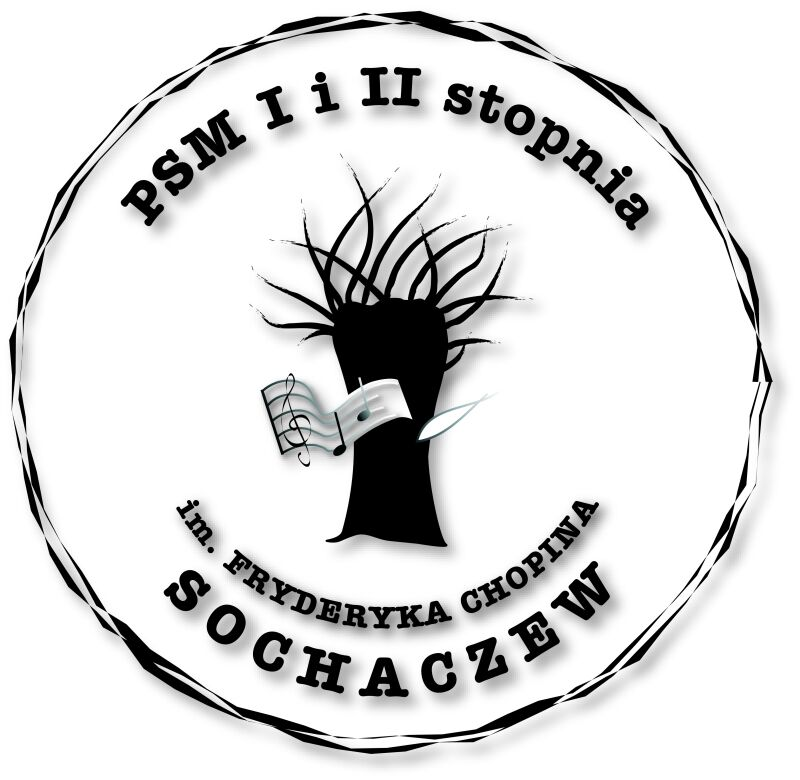 PSM I i II stopnia
im. FRYDERYKA CHOPINA
SOCHACZEW